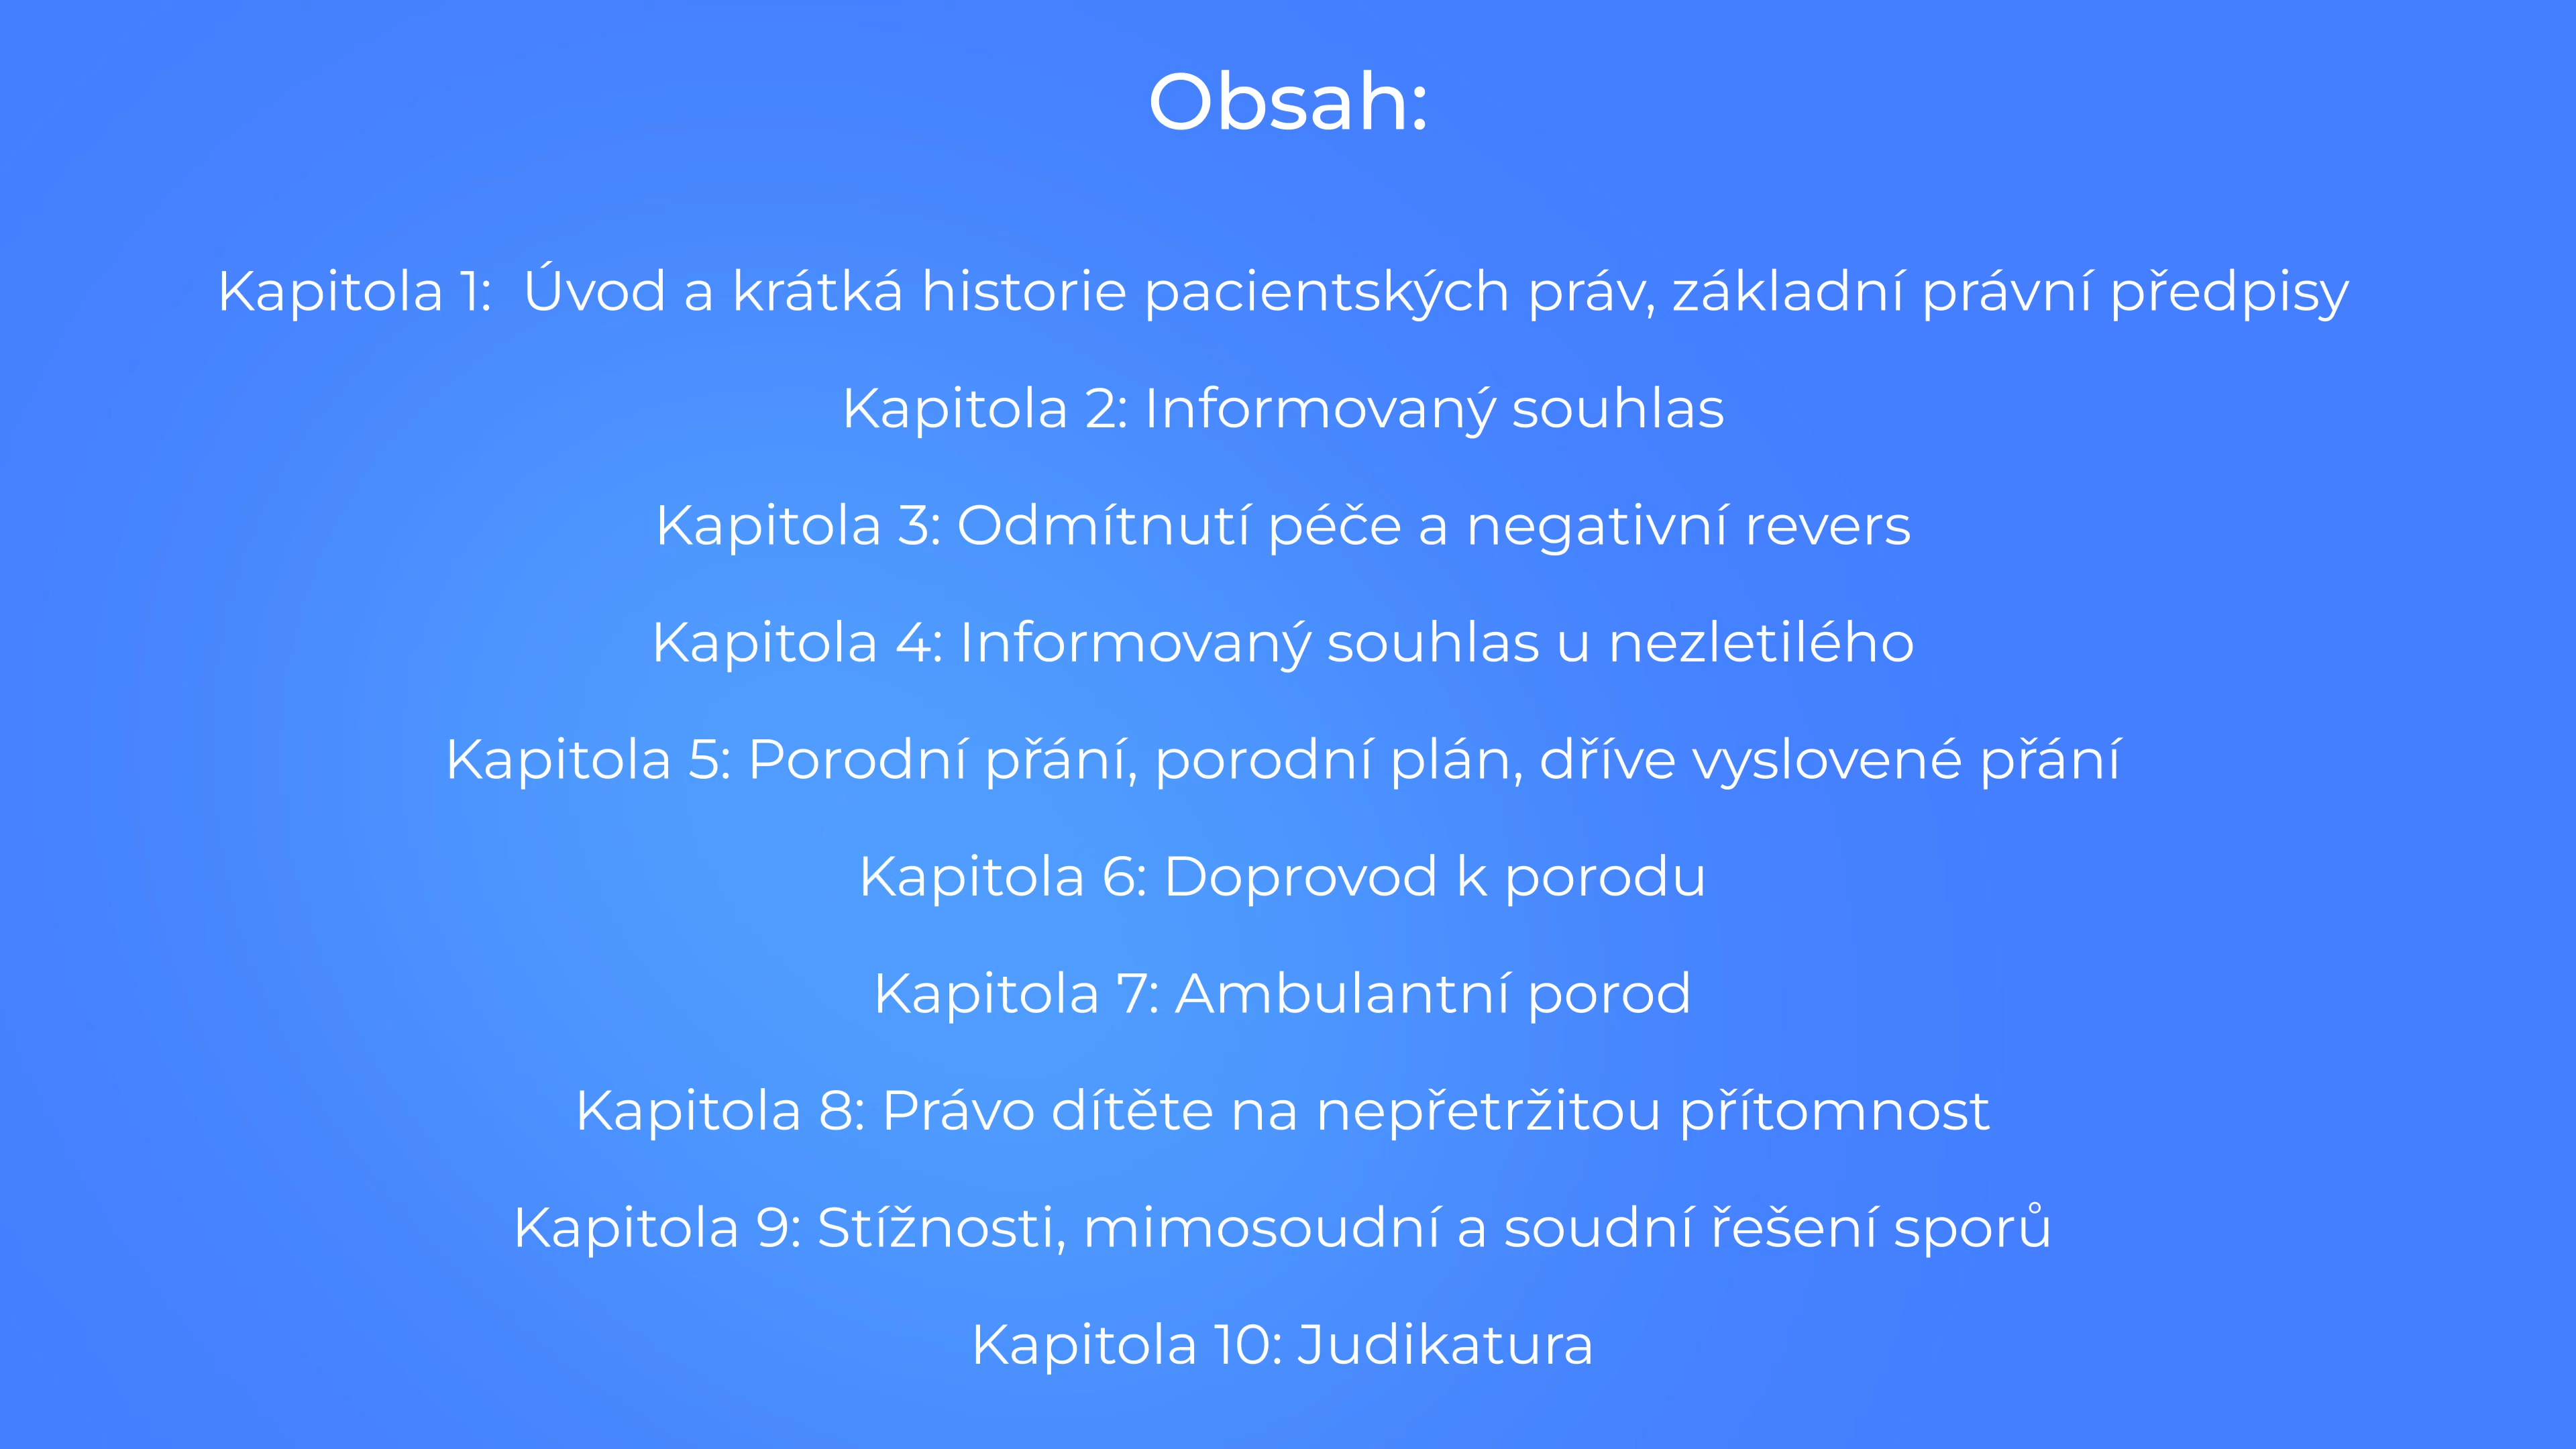 Obsah:
Kapitola 1:  Úvod a krátká historie pacientských práv, základní právní předpisy
Kapitola 2: Informovaný souhlas
Kapitola 3: Odmítnutí péče a negativní revers
Kapitola 4: Informovaný souhlas u nezletilého
Kapitola 5: Porodní přání, porodní plán, dříve vyslovené přání
Kapitola 6: Doprovod k porodu
Kapitola 7: Ambulantní porod
Kapitola 8: Právo dítěte na nepřetržitou přítomnost
Kapitola 9: Stížnosti, mimosoudní a soudní řešení sporů
Kapitola 10: Judikatura